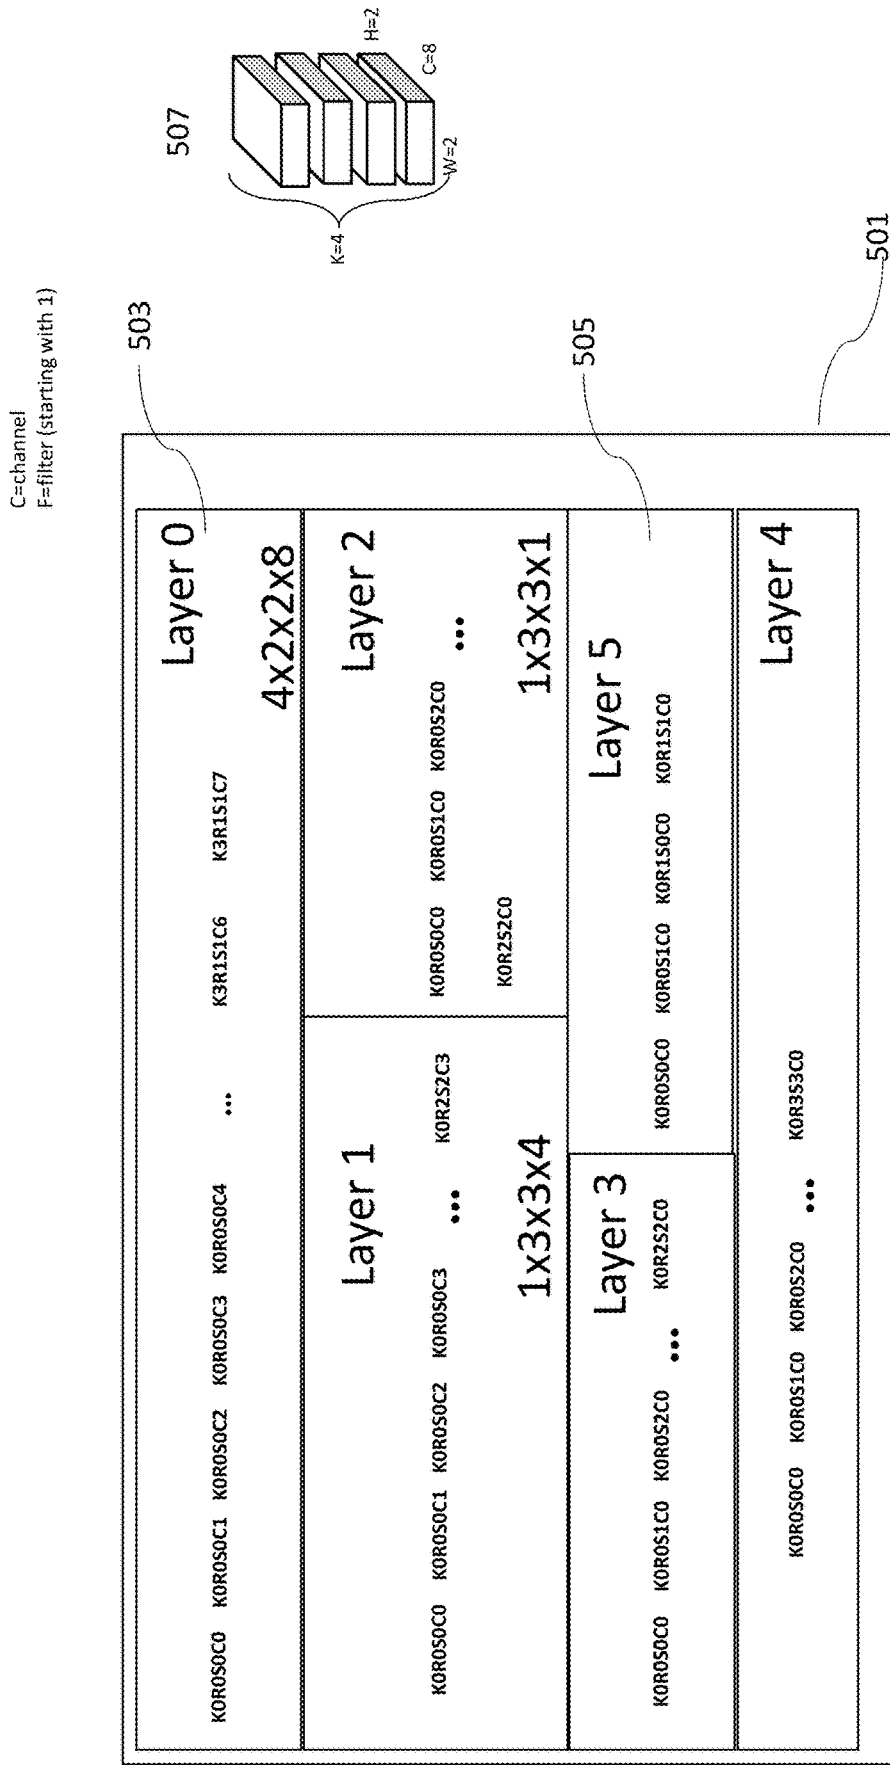 C=channel
F=filter (starting with 1)
503
Layer 0
K0R0S0C0 K0R0S0C1 K0R0S0C2 K0R0S0C3 K0R0S0C4 ... K3R1S1C6 K3R1S1C7
4x2x2x8
Layer 1
K0R0S0C0 K0R0S0C1 K0R0S0C2 K0R0S0C3 ... K0R2S2C3
1x3x3x4
Layer 2
K0R0S0C0 K0R0S1C0 K0R0S2C0 ...
K0R2S2C0
1x3x3x1
Layer 3
K0R0S0C0 K0R0S1C0 K0R0S2C0 ... K0R2S2C0
505
Layer 5
K0R0S0C0 K0R0S1C0 K0R1S0C0 K0R1S1C0
Layer 4
K0R0S0C0 K0R0S1C0 K0R0S2C0 ... K0R3S3C0
501
507
K=4
W=2
C=8
H=2